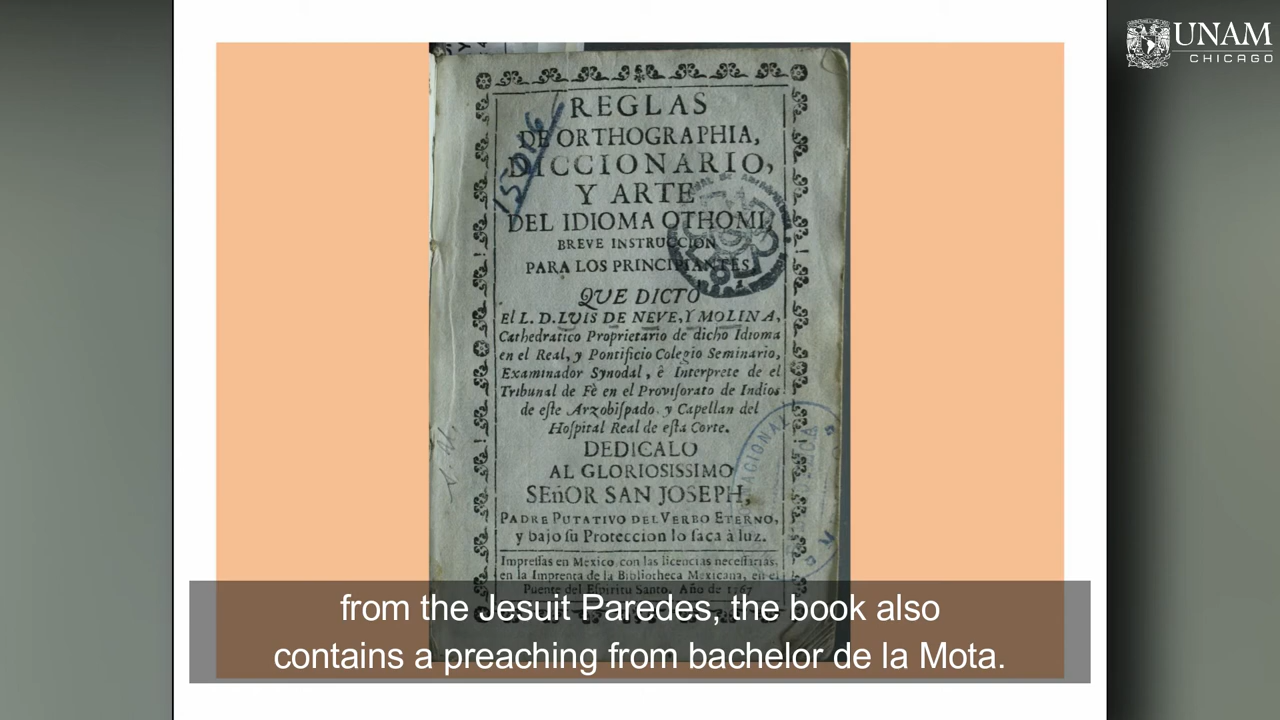 UNAM
CHICAGO
REGLAS
DE ORTHOGRAPHIA,
DICCIONARIO,
Y ARTE
DEL IDIOMA OTHOMI,
BREVE INSTRUCCION
PARA LOS PRINCIPIANTES,
QUE DICTÒ
El L. D. LUIS DE NEVE, Y MOLINA,
Cathedratico Proprietario de dicho Idioma
en el Real, y Pontificio Colegio Seminario,
Examinador Synodal, è Interprete de el
Tribunal de Fè en el Proviſorato de Indios
de eſte Arzobiſpado, y Capellan del
Hoſpital Real de eſta Corte.
DEDICALO
AL GLORIOSISSIMO
SEñOR SAN JOSEPH,
PADRE PUTATIVO DEL VERBO ETERNO,
y bajo ſu Proteccion lo ſaca à luz.
Impreſſas en Mexico, con las licencias neceſſarias,
en la Imprenta de la Bibliotheca Mexicana, en el
Puente del Eſpiritu Santo. Año de 1767
15216
NACIONAL
from the Jesuit Paredes, the book also
contains a preaching from bachelor de la Mota.